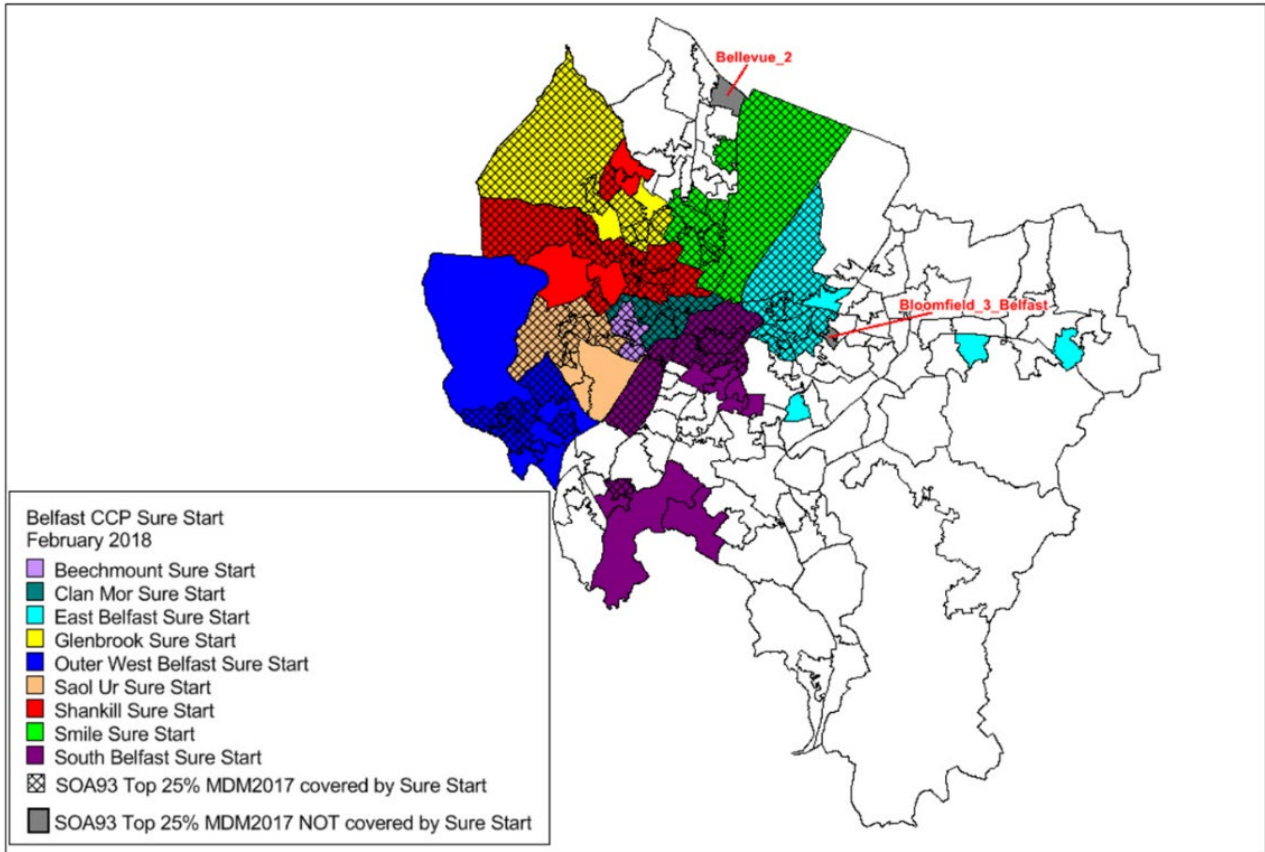 Bellevue_2
Bloomfield_3_Belfast
Belfast CCP Sure Start
February 2018
Beechmount Sure Start
Clan Mor Sure Start
East Belfast Sure Start
Glenbrook Sure Start
Outer West Belfast Sure Start
Saol Ur Sure Start
Shankill Sure Start
Smile Sure Start
South Belfast Sure Start
SOA93 Top 25% MDM2017 covered by Sure Start
SOA93 Top 25% MDM2017 NOT covered by Sure Start